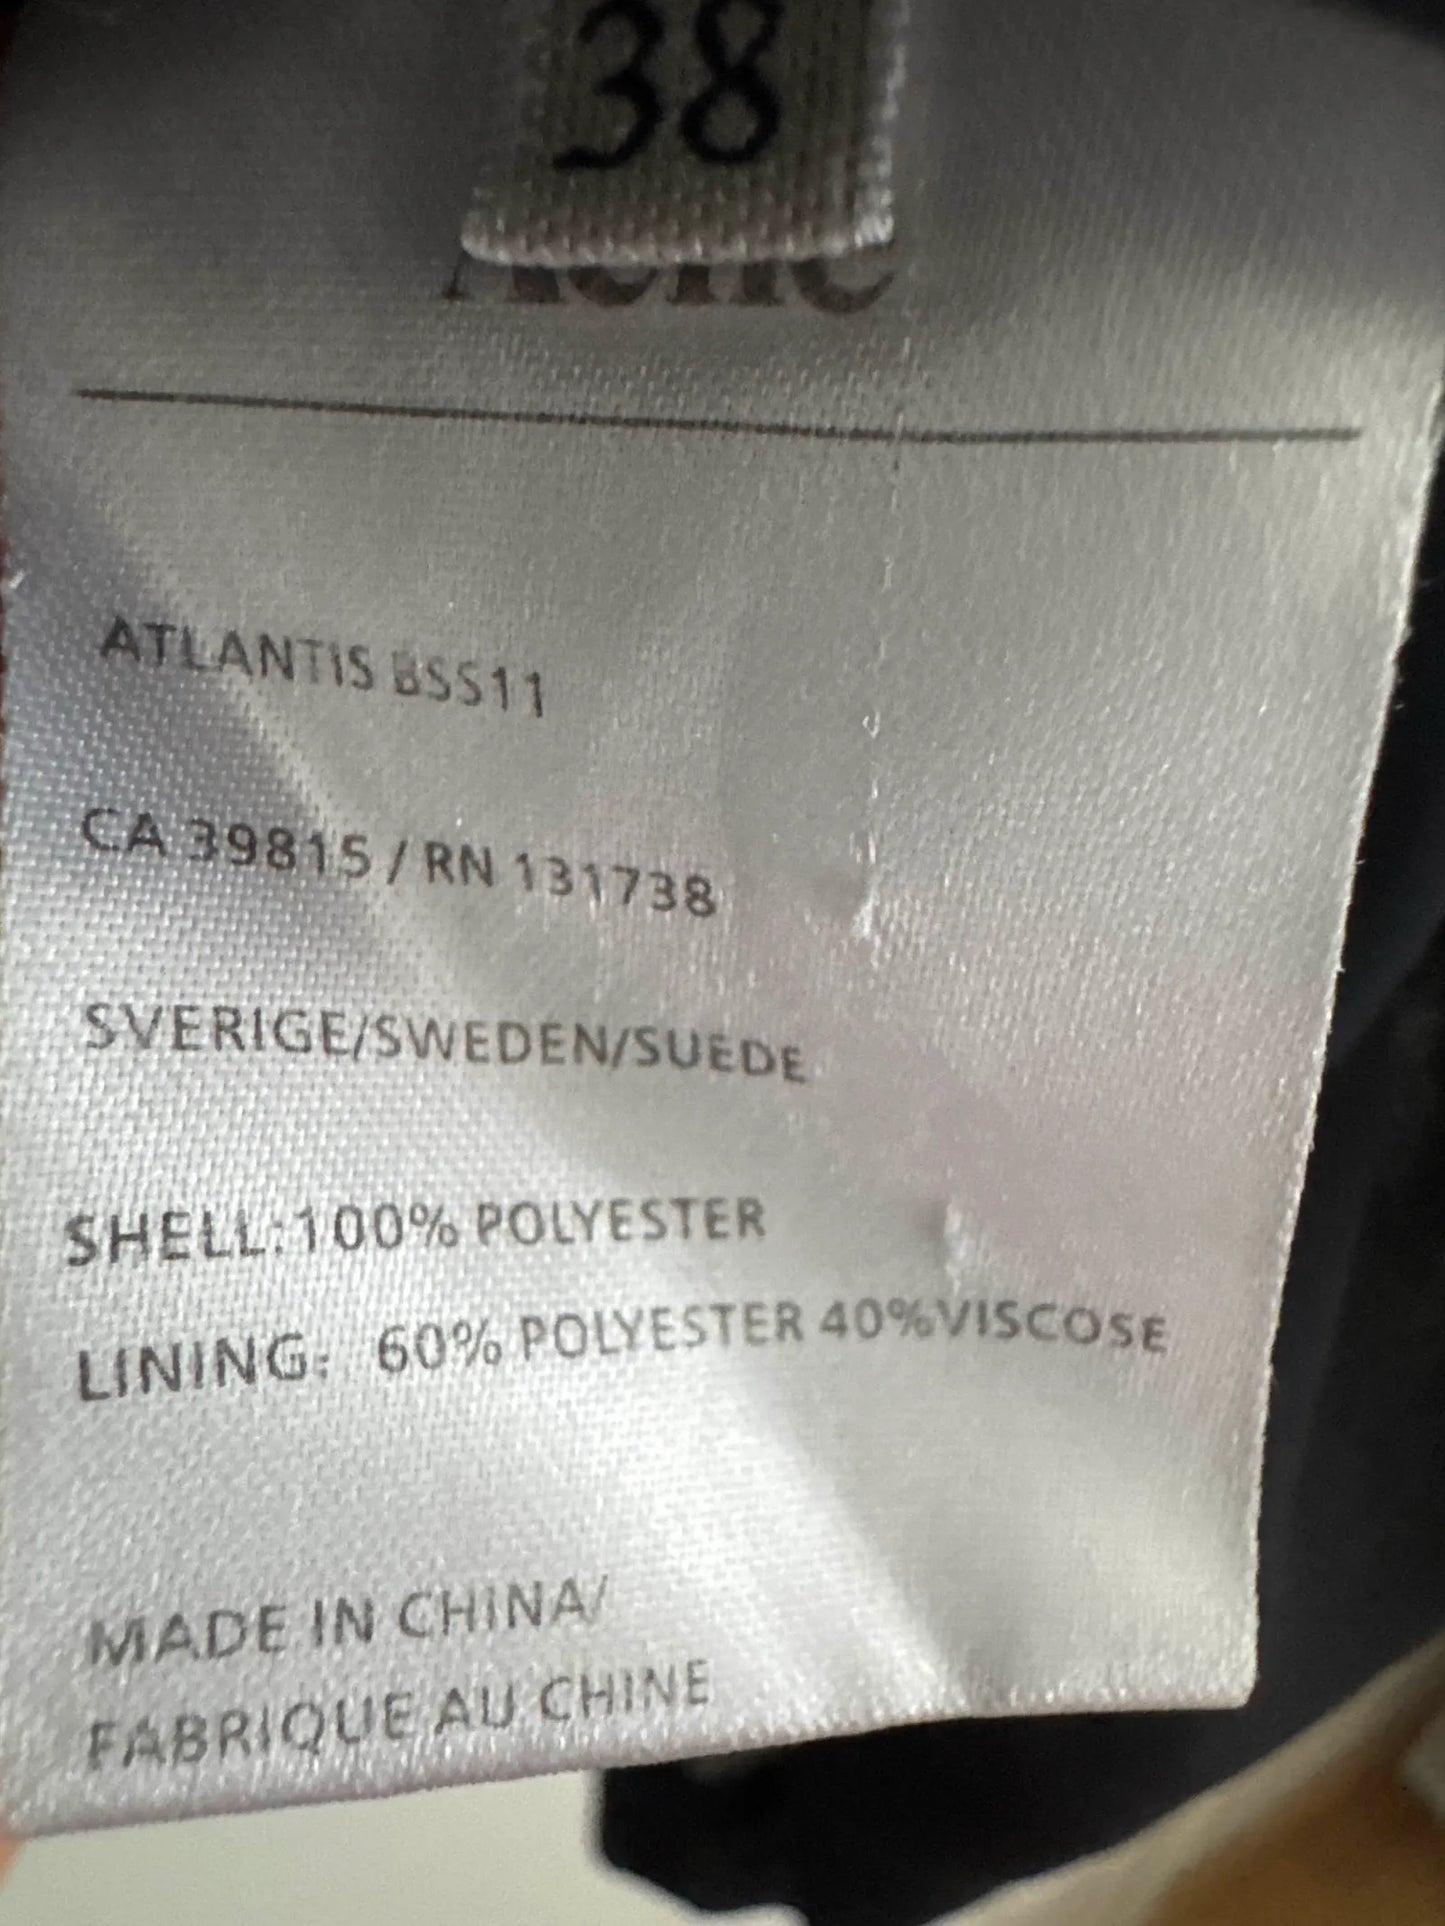 38
Acne
ATLANTIS BSS11
CA 39815 / RN 131738
SVERIGE/SWEDEN/SUEDE
SHELL:100% POLYESTER
LINING: 60% POLYESTER 40%VISCOSE
MADE IN CHINA/
FABRIQUE AU CHINE